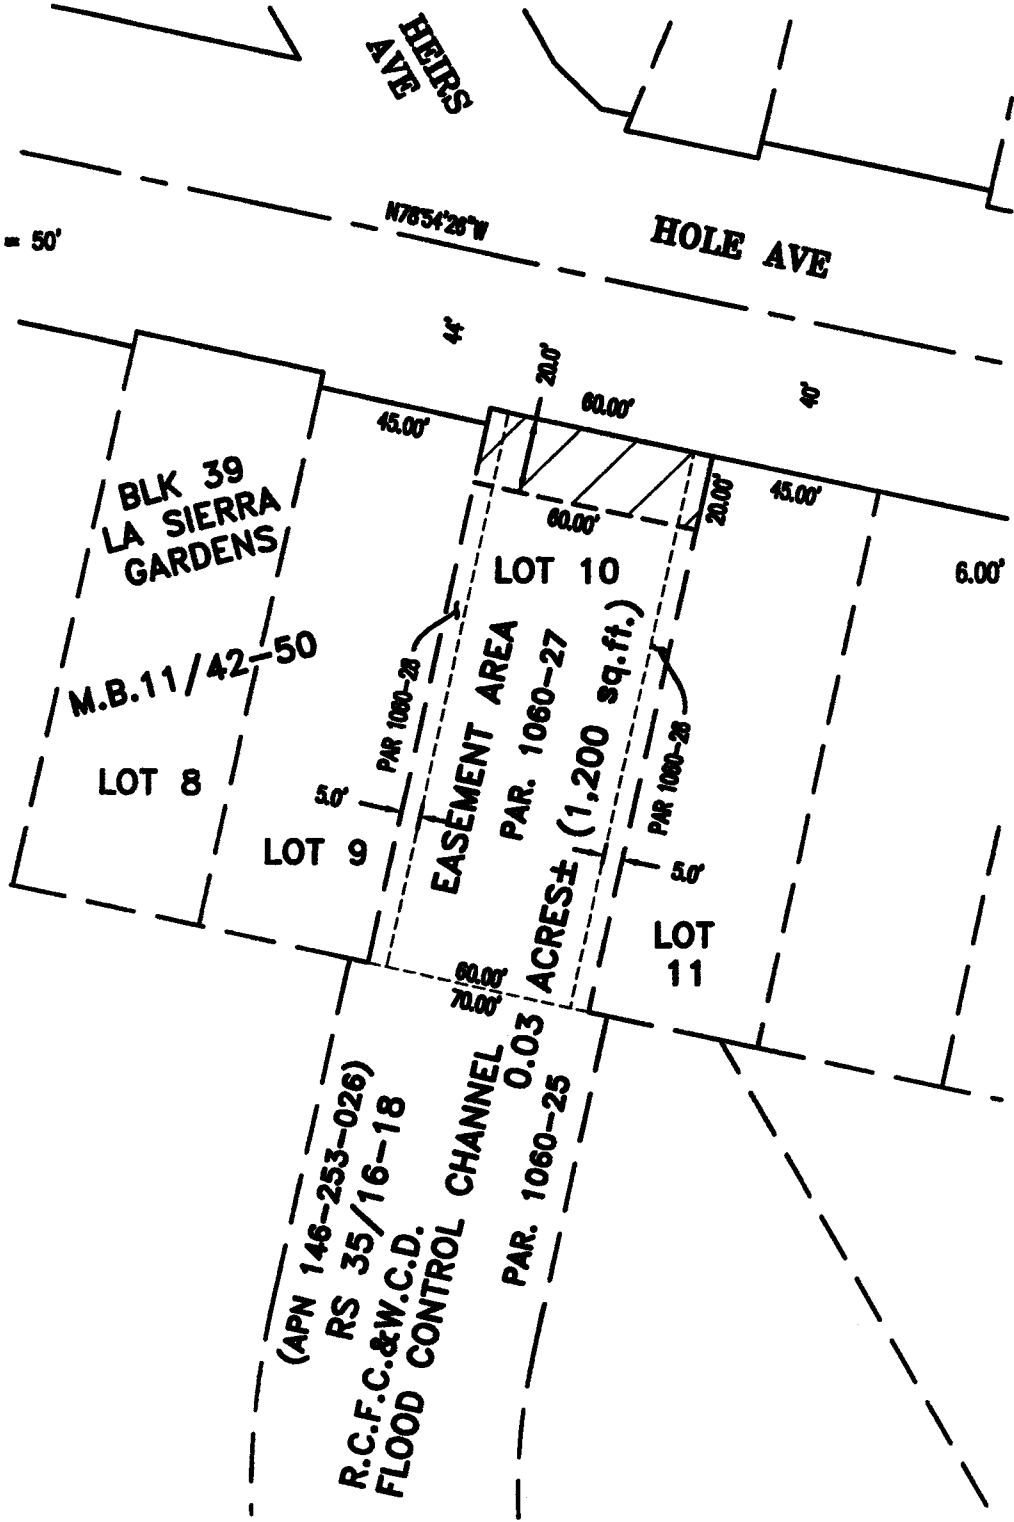 HEIRS
AVE
N78°54'26"W
HOLE AVE
= 50'
44'
20.0'
60.00'
40'
45.00'
BLK 39
LA SIERRA
GARDENS
20.00'
45.00'
60.00'
LOT 10
6.00'
M.B.11/42-50
PAR 1060-28
EASEMENT AREA
PAR. 1060-27
0.03 ACRES± (1,200 sq.ft.)
PAR 1060-26
LOT 8
5.0'
LOT 9
5.0'
LOT
11
60.00'
70.00'
(APN 146-253-026)
RS 35/16-18
R.C.F.C.&W.C.D.
FLOOD CONTROL CHANNEL
PAR. 1060-25